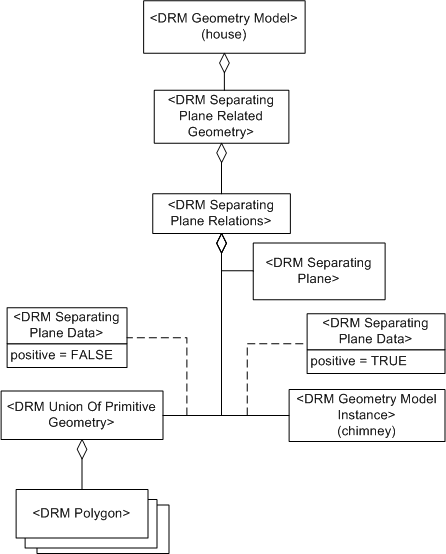 <DRM Geometry Model>
(house)
<DRM Separating
Plane Related
Geometry>
<DRM Separating
Plane Relations>
<DRM Separating
Plane>
<DRM Separating
Plane Data>
positive = FALSE
<DRM Separating
Plane Data>
positive = TRUE
<DRM Union Of Primitive
Geometry>
<DRM Geometry Model
Instance>
(chimney)
<DRM Polygon>